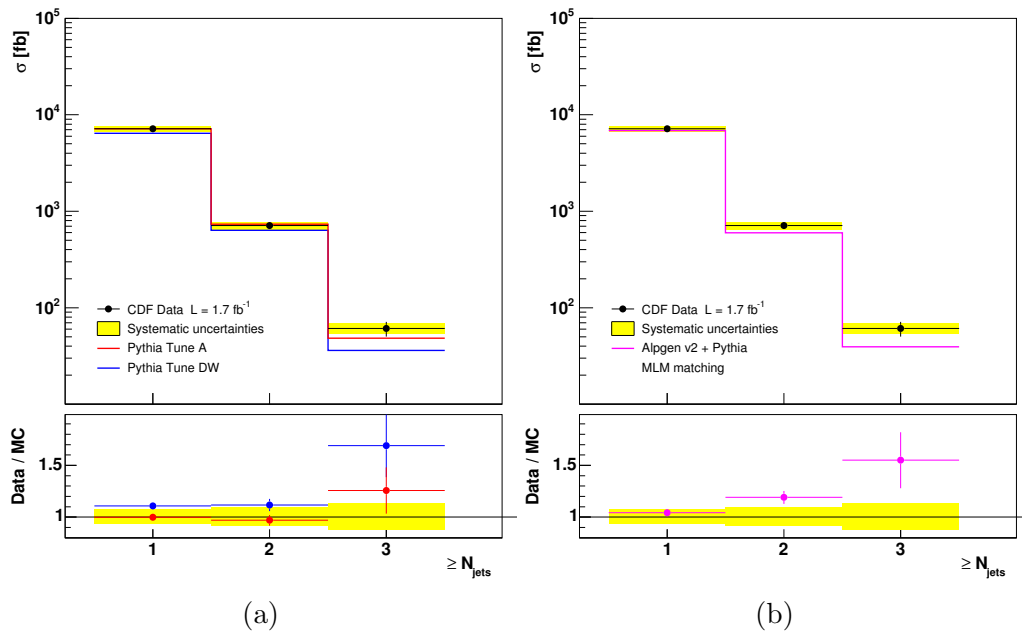 σ [fb]
10^5
10^4
10^3
10^2
CDF Data L = 1.7 fb^-1
Systematic uncertainties
Pythia Tune A
Pythia Tune DW
Data / MC
1.5
1
1 2 3
≥ N_jets
(a)
σ [fb]
10^5
10^4
10^3
10^2
CDF Data L = 1.7 fb^-1
Systematic uncertainties
Alpgen v2 + Pythia
MLM matching
Data / MC
1.5
1
1 2 3
≥ N_jets
(b)